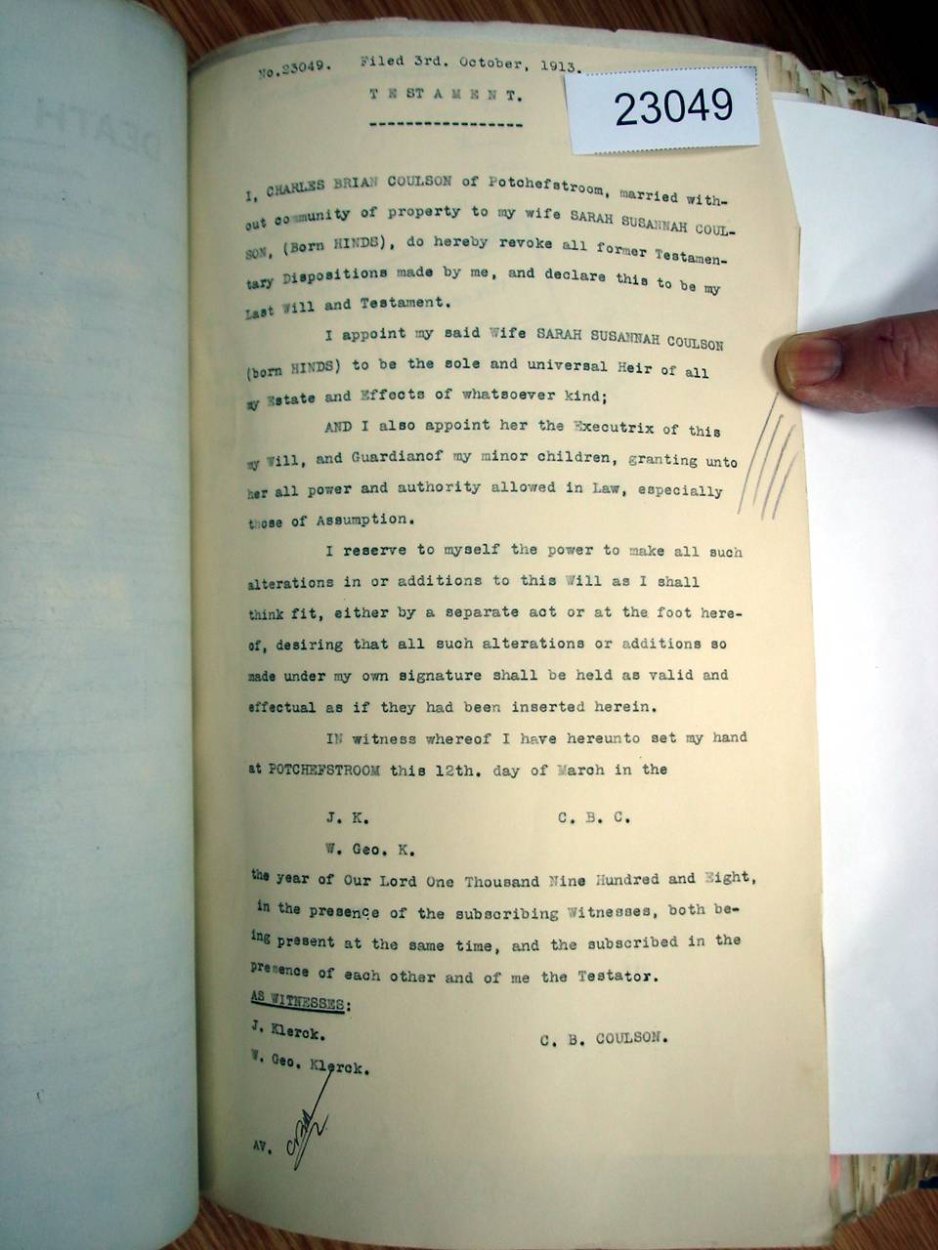 No.23049. Filed 3rd. October, 1913.
23049
TESTAMENT.
-----------------
I, CHARLES BRIAN COULSON of Potchefstroom, married with-
out community of property to my wife SARAH SUSANNAH COUL-
SON, (Born HINDS), do hereby revoke all former Testamen-
tary Dispositions made by me, and declare this to be my
Last Will and Testament.
I appoint my said Wife SARAH SUSANNAH COULSON
(born HINDS) to be the sole and universal Heir of all
my Estate and Effects of whatsoever kind;
AND I also appoint her the Executrix of this
my Will, and Guardianof my minor children, granting unto
her all power and authority allowed in Law, especially
those of Assumption.
I reserve to myself the power to make all such
alterations in or additions to this Will as I shall
think fit, either by a separate act or at the foot here-
of, desiring that all such alterations or additions so
made under my own signature shall be held as valid and
effectual as if they had been inserted herein.
IN witness whereof I have hereunto set my hand
at POTCHEFSTROOM this 12th. day of March in the
J. K. C. B. C.
W. Geo. K.
the year of Our Lord One Thousand Nine Hundred and Eight,
in the presence of the subscribing Witnesses, both be-
ing present at the same time, and the subscribed in the
presence of each other and of me the Testator.
AS WITNESSES:
J. Klerck.
C. B. COULSON.
W. Geo. Klerck.
AV.
DEATH